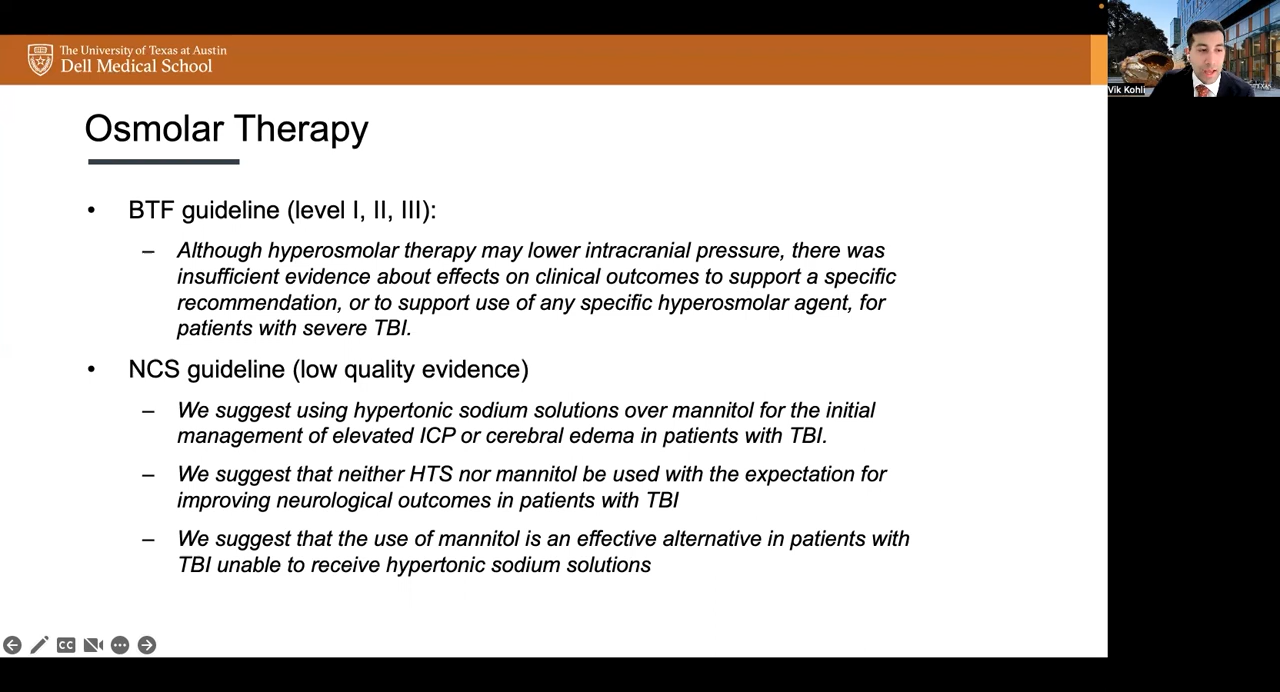 The University of Texas at Austin
Dell Medical School
Vik Kohli
Osmolar Therapy
• BTF guideline (level I, II, III):
– Although hyperosmolar therapy may lower intracranial pressure, there was
insufficient evidence about effects on clinical outcomes to support a specific
recommendation, or to support use of any specific hyperosmolar agent, for
patients with severe TBI.
• NCS guideline (low quality evidence)
– We suggest using hypertonic sodium solutions over mannitol for the initial
management of elevated ICP or cerebral edema in patients with TBI.
– We suggest that neither HTS nor mannitol be used with the expectation for
improving neurological outcomes in patients with TBI
– We suggest that the use of mannitol is an effective alternative in patients with
TBI unable to receive hypertonic sodium solutions
CC